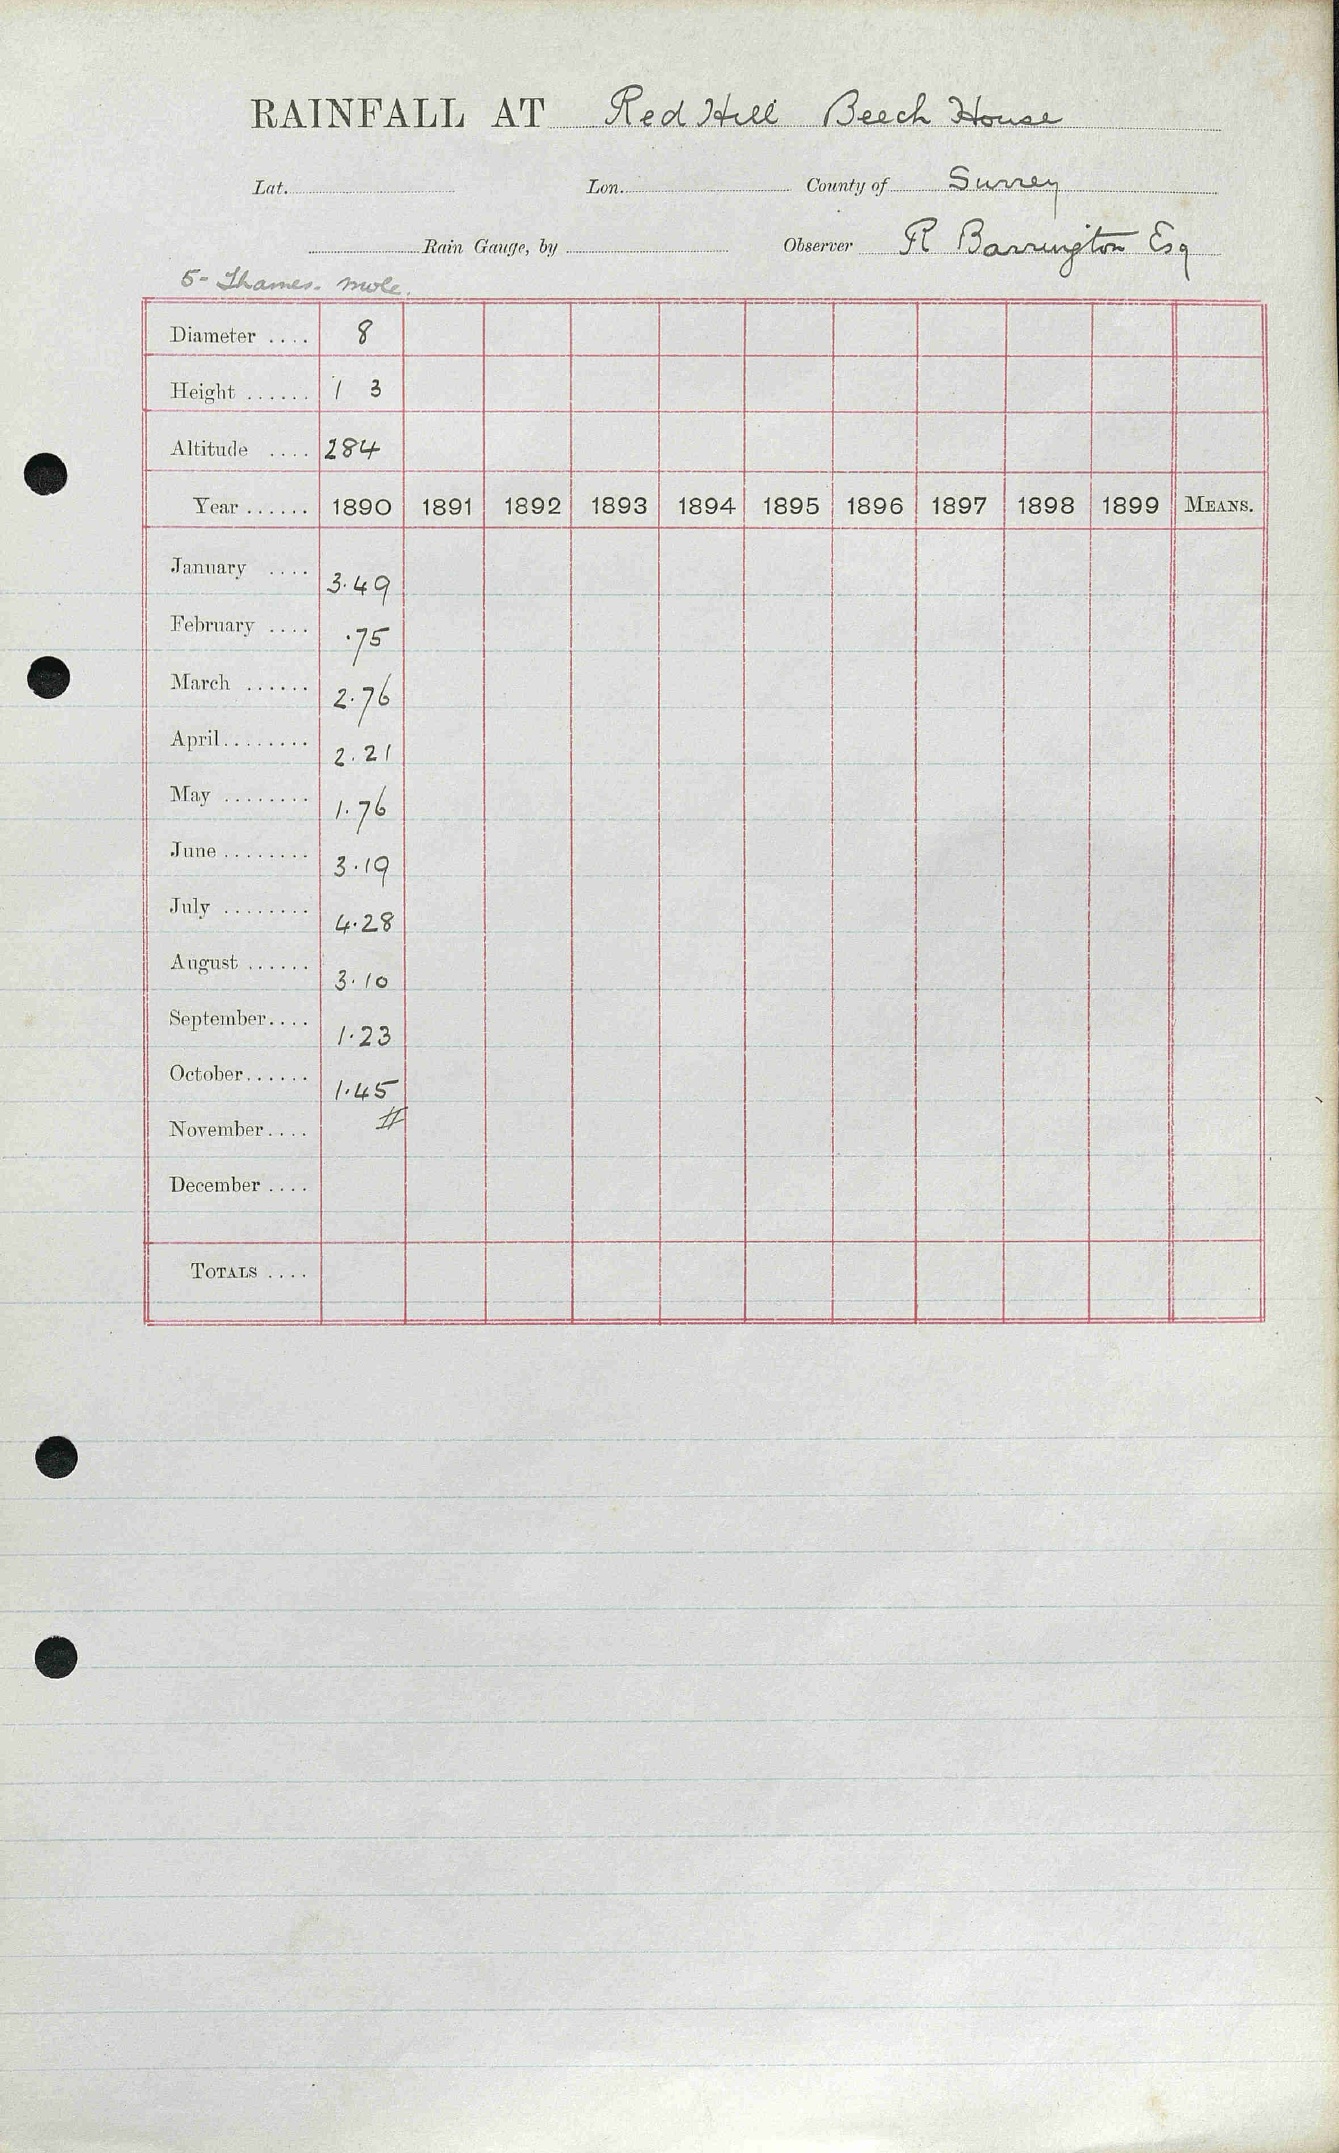 RAINFALL AT Red Hill Beech House
Lat. Lon. County of Surrey
Rain Gauge, by Observer R Barrington Esq
5- Thames. Mole.
Diameter .... 8
Height ...... 1 3
Altitude .... 284
Year ...... 1890 1891 1892 1893 1894 1895 1896 1897 1898 1899 MEANS.
January .... 3.49
February .... .75
March ...... 2.76
April........ 2.21
May ........ 1.76
June ........ 3.19
July ........ 4.28
August ...... 3.10
September.... 1.23
October...... 1.45
November.... #
December ....
TOTALS ....